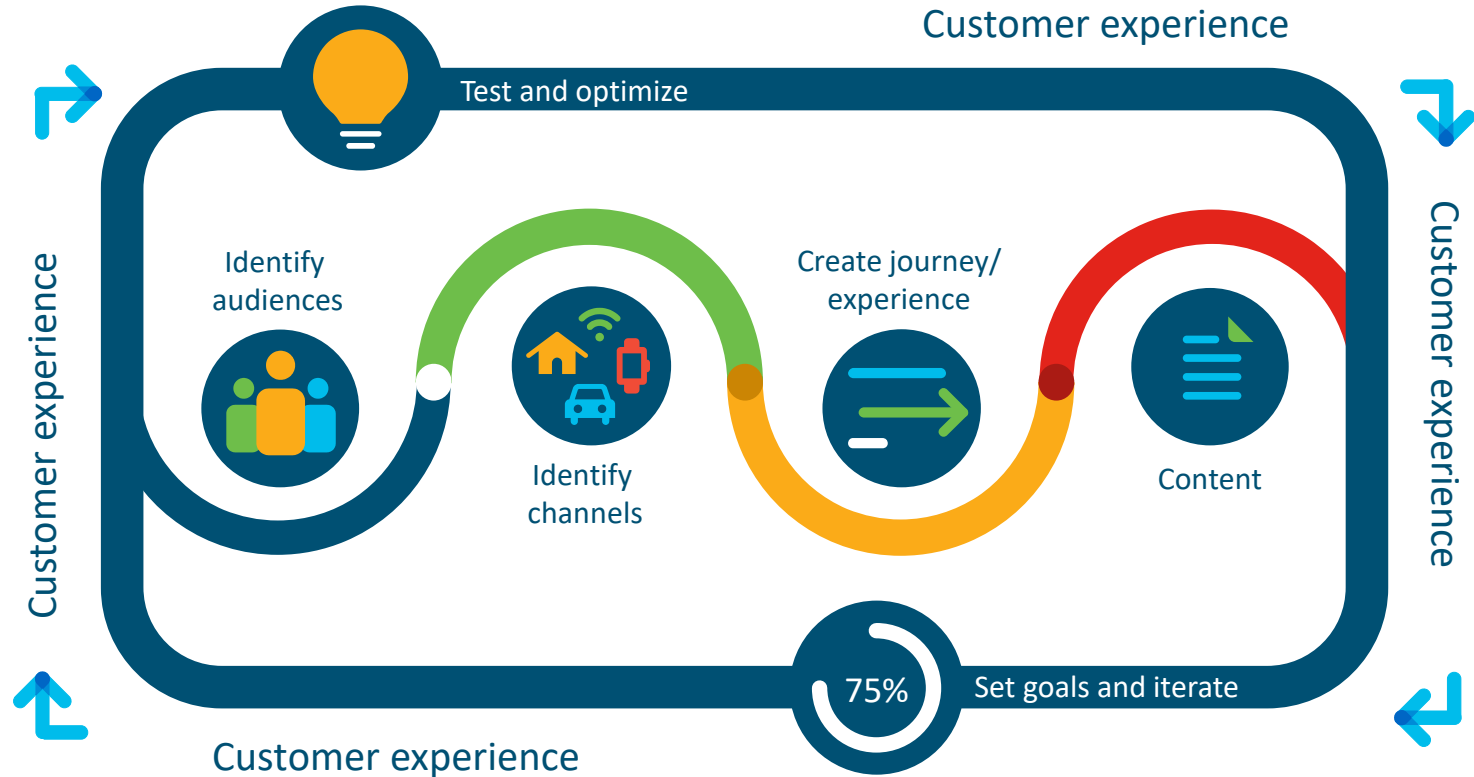 Customer experience
Test and optimize
Customer experience
Identify
audiences
Identify
channels
Create journey/
experience
Content
Customer experience
75%
Set goals and iterate
Customer experience